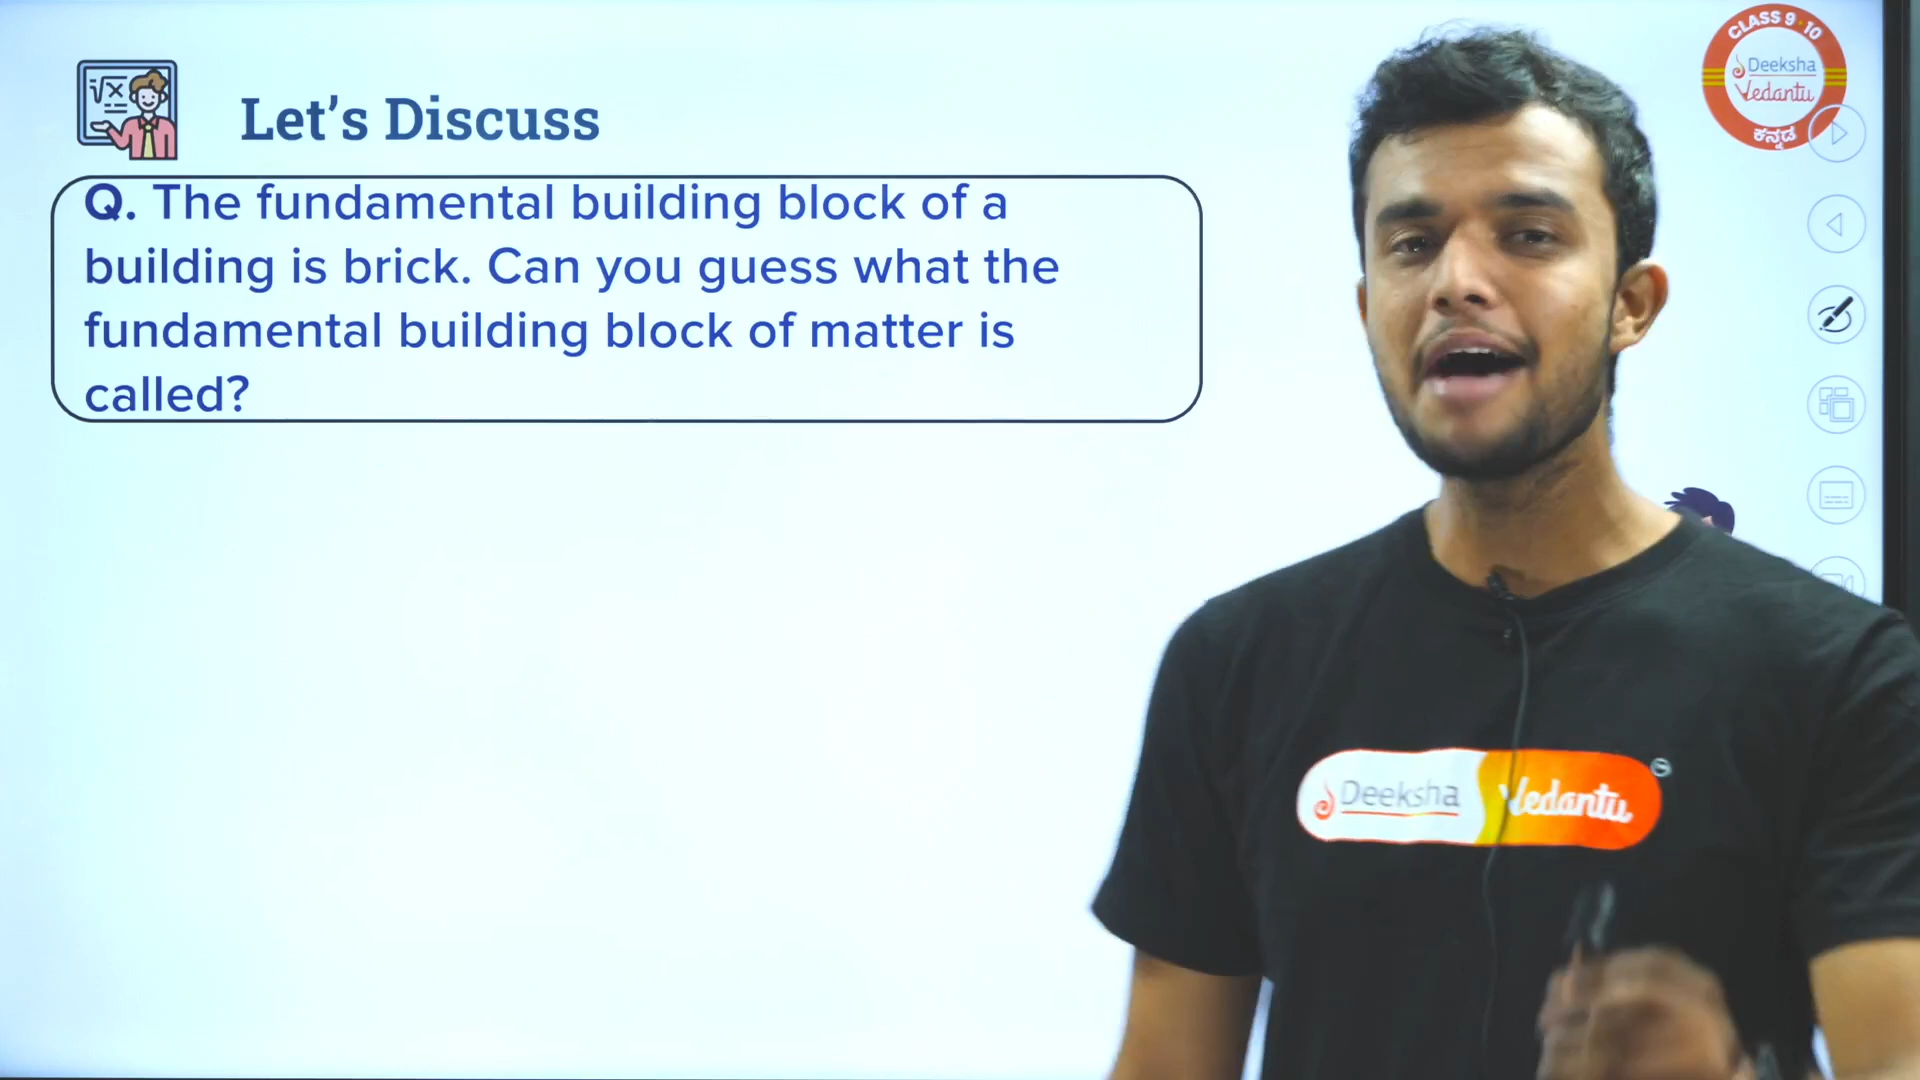 Let's Discuss
Q. The fundamental building block of a
building is brick. Can you guess what the
fundamental building block of matter is
called?
CLASS 9-10
Deeksha
Vedantu
ಕನ್ನಡ
√x
Deeksha Vedantu